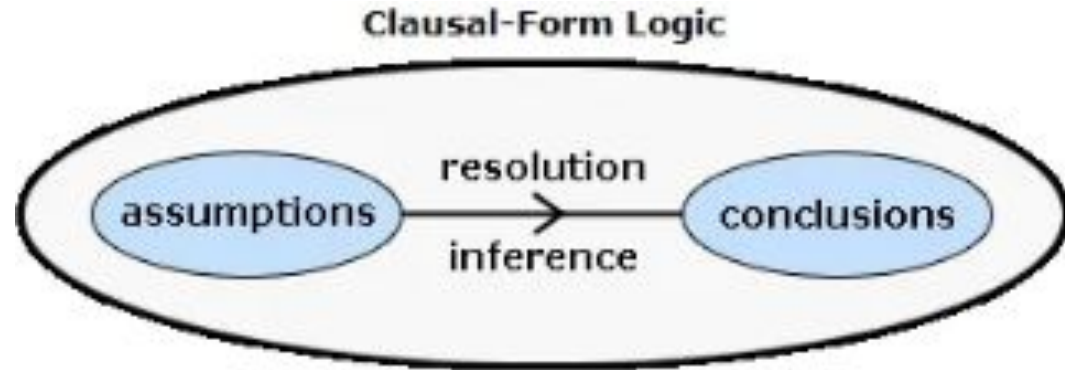 Clausal-Form Logic
resolution
assumptions
conclusions
inference